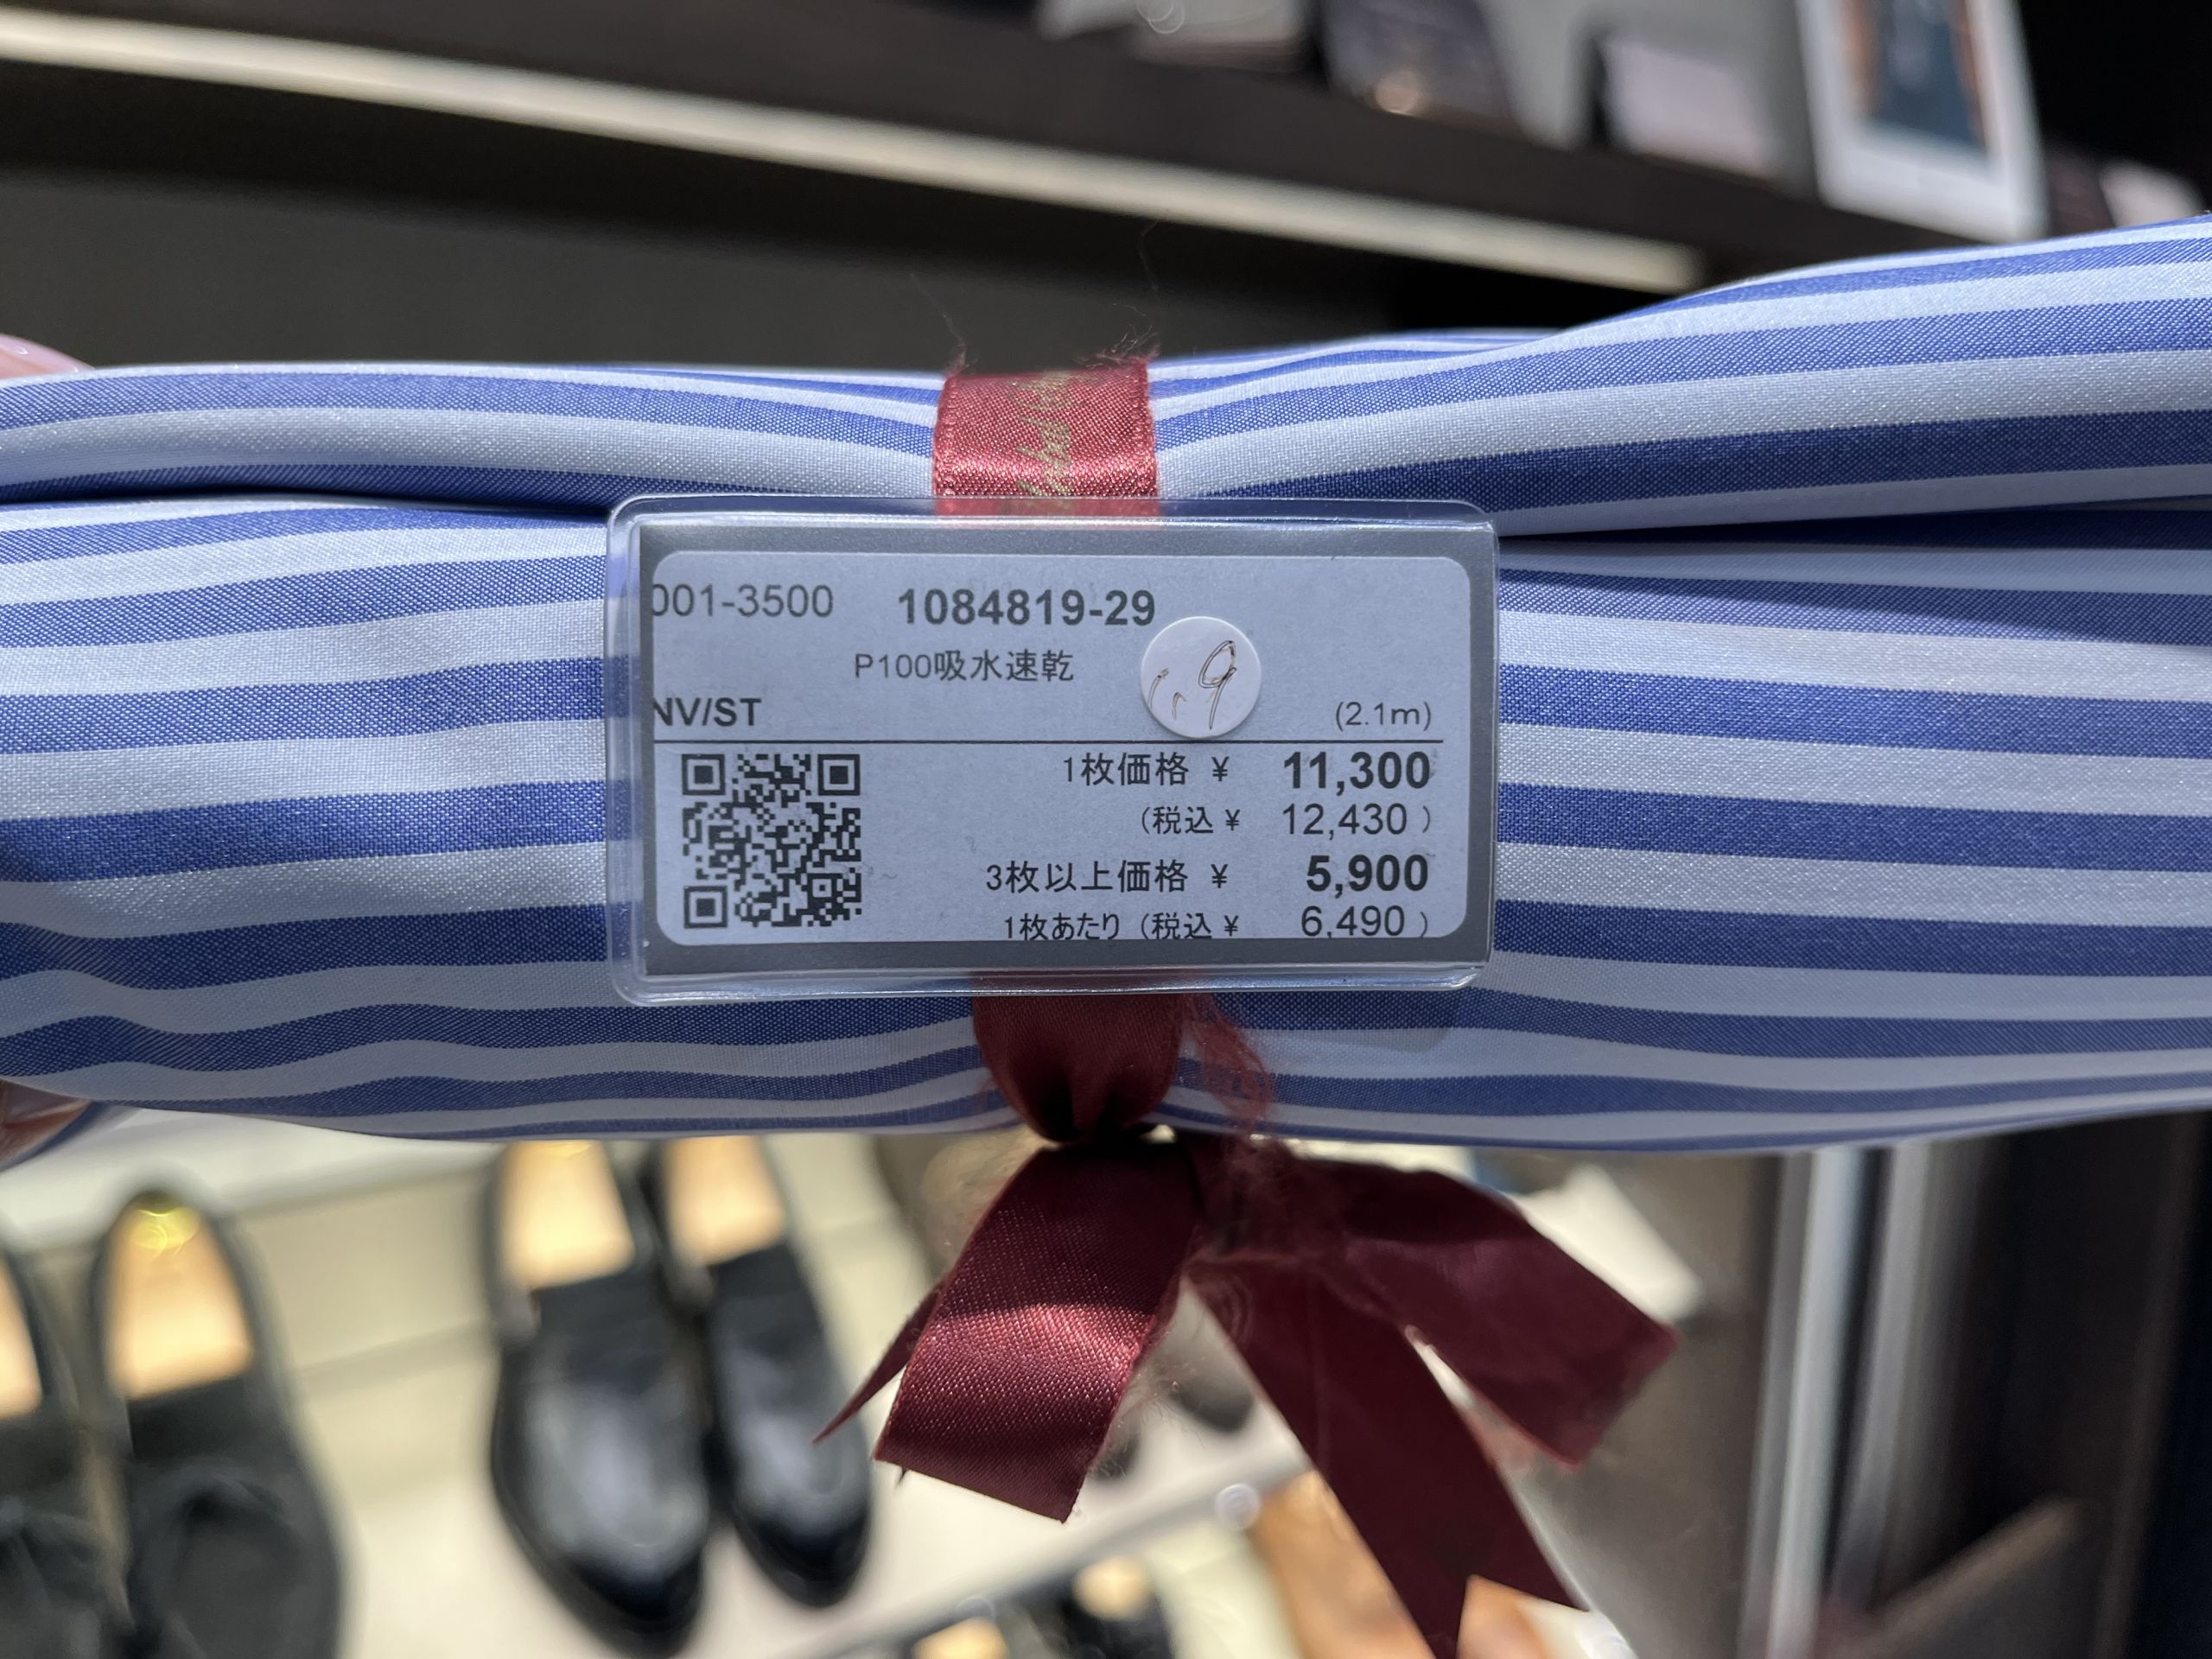 001-3500 1084819-29
P100吸水速乾
NV/ST (2.1m)
1枚価格 ¥ 11,300
(税込 ¥ 12,430 )
3枚以上価格 ¥ 5,900
1枚あたり (税込 ¥ 6,490 )